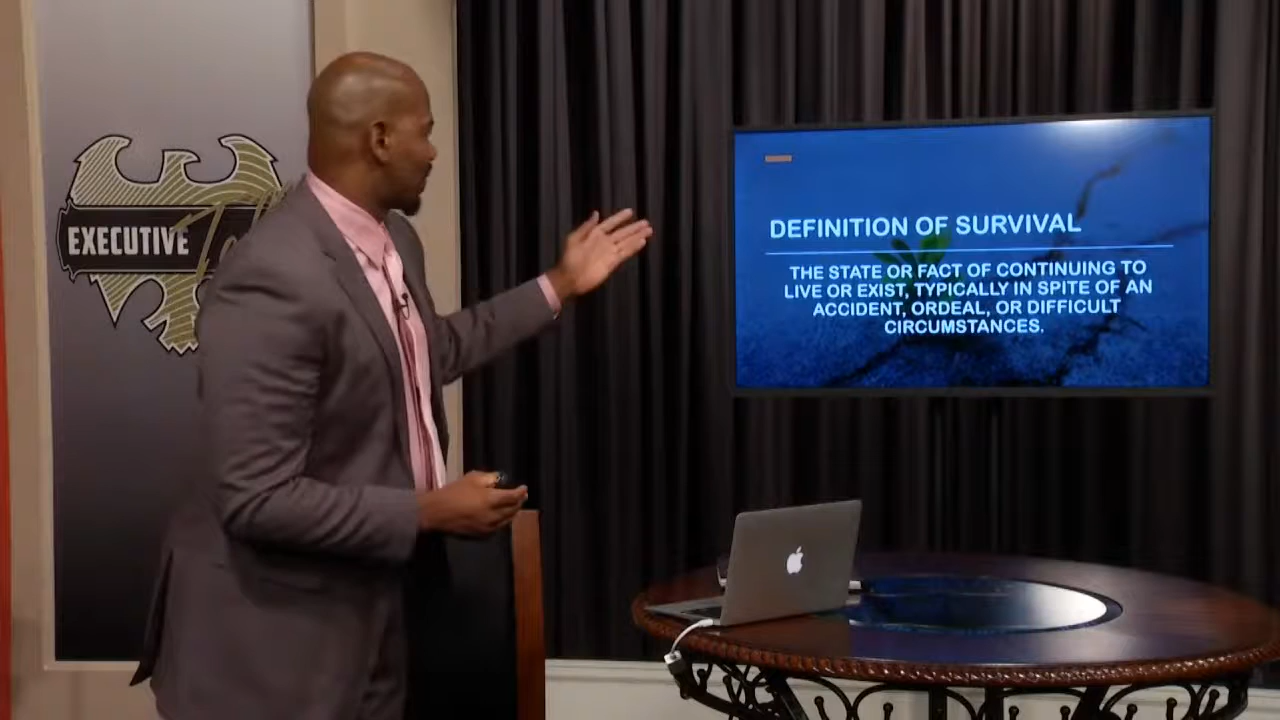 EXECUTIVE
DEFINITION OF SURVIVAL
THE STATE OR FACT OF CONTINUING TO
LIVE OR EXIST, TYPICALLY IN SPITE OF AN
ACCIDENT, ORDEAL, OR DIFFICULT
CIRCUMSTANCES.